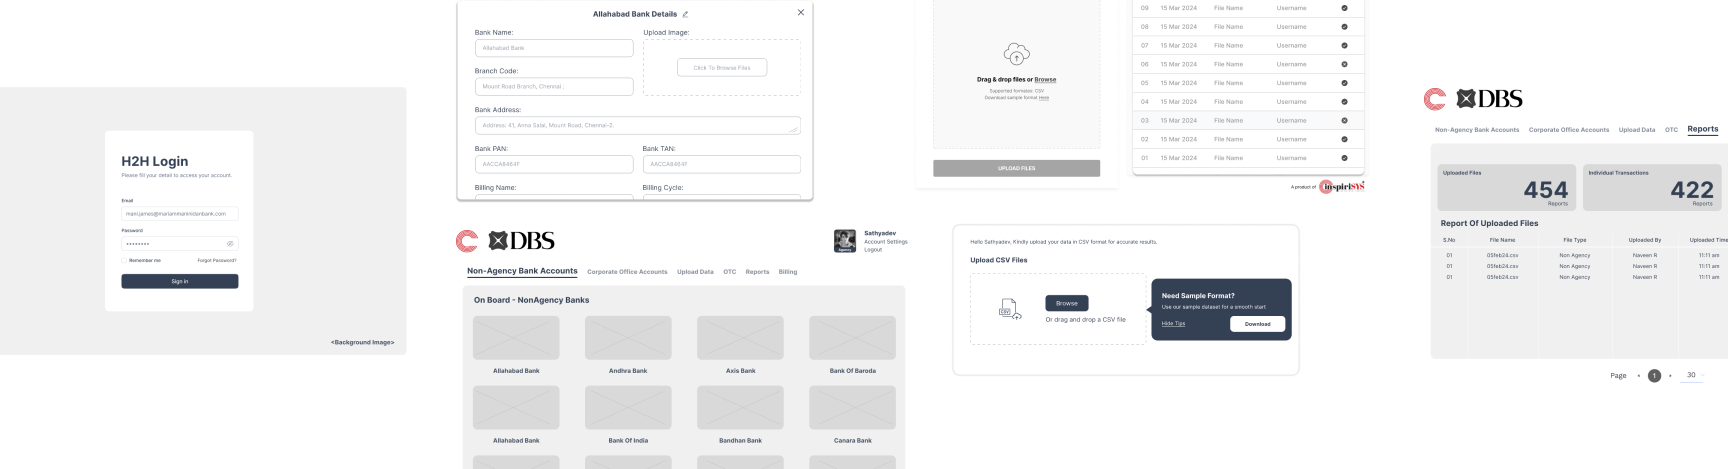 H2H Login
Please fill your detail to access your account.
Email
mani.james@mariammanindianbank.com
Password
••••••••
Remember me
Forgot Password?
Sign in
<Background Image>
Allahabad Bank Details
Bank Name:
Upload Image:
Allahabad Bank
Click To Browse Files
Branch Code:
Mount Road Branch, Chennai ,
Bank Address:
Address: 41, Anna Salai, Mount Road, Chennai-2.
Bank PAN:
Bank TAN:
AACCA8464F
AACCA8464F
Billing Name:
Billing Cycle:
DBS
Sathyadev
Account Settings
Logout
Agency
Non-Agency Bank Accounts
Corporate Office Accounts
Upload Data
OTC
Reports
Billing
On Board - NonAgency Banks
Allahabad Bank
Andhra Bank
Axis Bank
Bank Of Baroda
Allahabad Bank
Bank Of India
Bandhan Bank
Canara Bank
Drag & drop files or Browse
Supported formates: CSV
Download sample format Here
UPLOAD FILES
09 15 Mar 2024 File Name Username
08 15 Mar 2024 File Name Username
07 15 Mar 2024 File Name Username
06 15 Mar 2024 File Name Username
05 15 Mar 2024 File Name Username
04 15 Mar 2024 File Name Username
03 15 Mar 2024 File Name Username
02 15 Mar 2024 File Name Username
01 15 Mar 2024 File Name Username
A product of inspiriSYS
Hello Sathyadev, Kindly upload your data in CSV format for accurate results.
Upload CSV Files
CSV
Browse
Or drag and drop a CSV file
Need Sample Format?
Use our sample dataset for a smooth start
Hide Tips
Download
DBS
Non-Agency Bank Accounts
Corporate Office Accounts
Upload Data
OTC
Reports
Uploaded Files
454
Reports
Individual Transactions
422
Reports
Report Of Uploaded Files
S.No File Name File Type Uploaded By Uploaded Time
01 05feb24.csv Non Agency Naveen R 11:11 am
01 05feb24.csv Non Agency Naveen R 11:11 am
01 05feb24.csv Non Agency Naveen R 11:11 am
Page 1 30